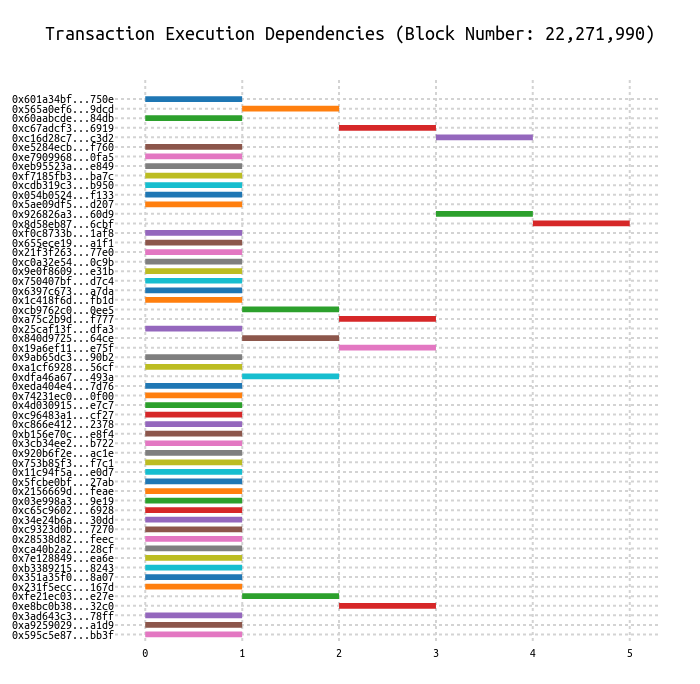 Transaction Execution Dependencies (Block Number: 22,271,990)
0x601a34bf...750e
0x565a0ef6...9dcd
0x60aabcde...84db
0xc67adcf3...6919
0xc16d28c7...c3d2
0xe5284ecb...f760
0xe7909968...0fa5
0xeb95523a...e849
0xf7185fb3...ba7c
0xcdb319c3...b950
0x054b0524...f133
0x5ae09df5...d207
0x926826a3...60d9
0x8d58eb87...6cbf
0xf0c8733b...1af8
0x655ece19...a1f1
0x21f3f263...77e0
0xc0a32e54...0c9b
0x9e0f8609...e31b
0x750407bf...d7c4
0x6397c673...a7da
0x1c418f6d...fb1d
0xcb9762c0...0ee5
0xa75c2b9d...f777
0x25caf13f...dfa3
0x840d9725...64ce
0x19a6ef11...e75f
0x9ab65dc3...90b2
0xa1cf6928...56cf
0xdfa46a67...493a
0xeda404e4...7d76
0x74231ec0...0f00
0x4d030915...e7c7
0xc96483a1...cf27
0xc866e412...2378
0xb156e70c...e8f4
0x3cb34ee2...b722
0x920b6f2e...ac1e
0x753b85f3...f7c1
0x11c94f5a...e0d7
0x5fcbe0bf...27ab
0x2156669d...feae
0x03e998a3...9e19
0xc65c9602...6928
0x34e24b6a...30dd
0xc9323d0b...7270
0x28538d82...feec
0xca40b2a2...28cf
0x7e128849...ea6e
0xb3389215...8243
0x351a35f0...8a07
0x231f5ecc...167d
0xfe21ec03...e27e
0xe8bc0b38...32c0
0x3ad643c3...78ff
0xa9259029...a1d9
0x595c5e87...bb3f
0 1 2 3 4 5